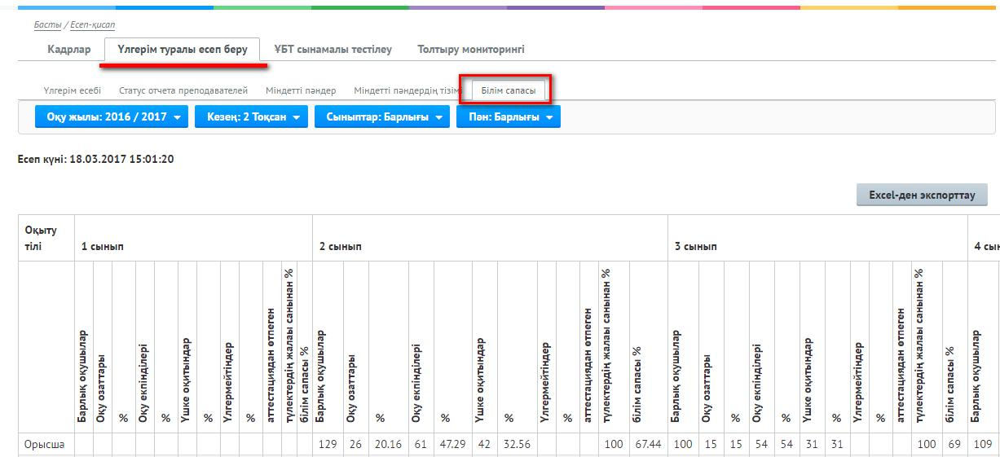 Басты / Есеп-қисап
Кадрлар Үлгерім туралы есеп беру ҰБТ сынамалы тестілеу Толтыру мониторингі
Үлгерім есебі Статус отчета преподавателей Міндетті пәндер Міндетті пәндердің тізімі Білім сапасы
Оқу жылы: 2016 / 2017 Кезең: 2 Тоқсан Сыныптар: Барлығы Пән: Барлығы
Есеп күні: 18.03.2017 15:01:20
Excel-ден экспорттау
Оқыту
тілі
1 сынып 2 сынып 3 сынып 4 сын
Барлық оқушылар
Оқу озаттары
%
Оқу екпінділері
%
Үшке оқитындар
%
Үлгермейтіндер
%
аттестациядан өтпеген
түлектердің жалаы санынан %
білім сапасы %
Барлық оқушылар
Оқу озаттары
%
Оқу екпінділері
%
Үшке оқитындар
%
Үлгермейтіндер
%
аттестациядан өтпеген
түлектердің жалаы санынан %
білім сапасы %
Барлық оқушылар
Оқу озаттары
%
Оқу екпінділері
%
Үшке оқитындар
%
Үлгермейтіндер
%
аттестациядан өтпеген
түлектердің жалаы санынан %
білім сапасы %
Барлық оқушылар
Орысша 129 26 20.16 61 47.29 42 32.56 100 67.44 100 15 15 54 54 31 31 100 69 109